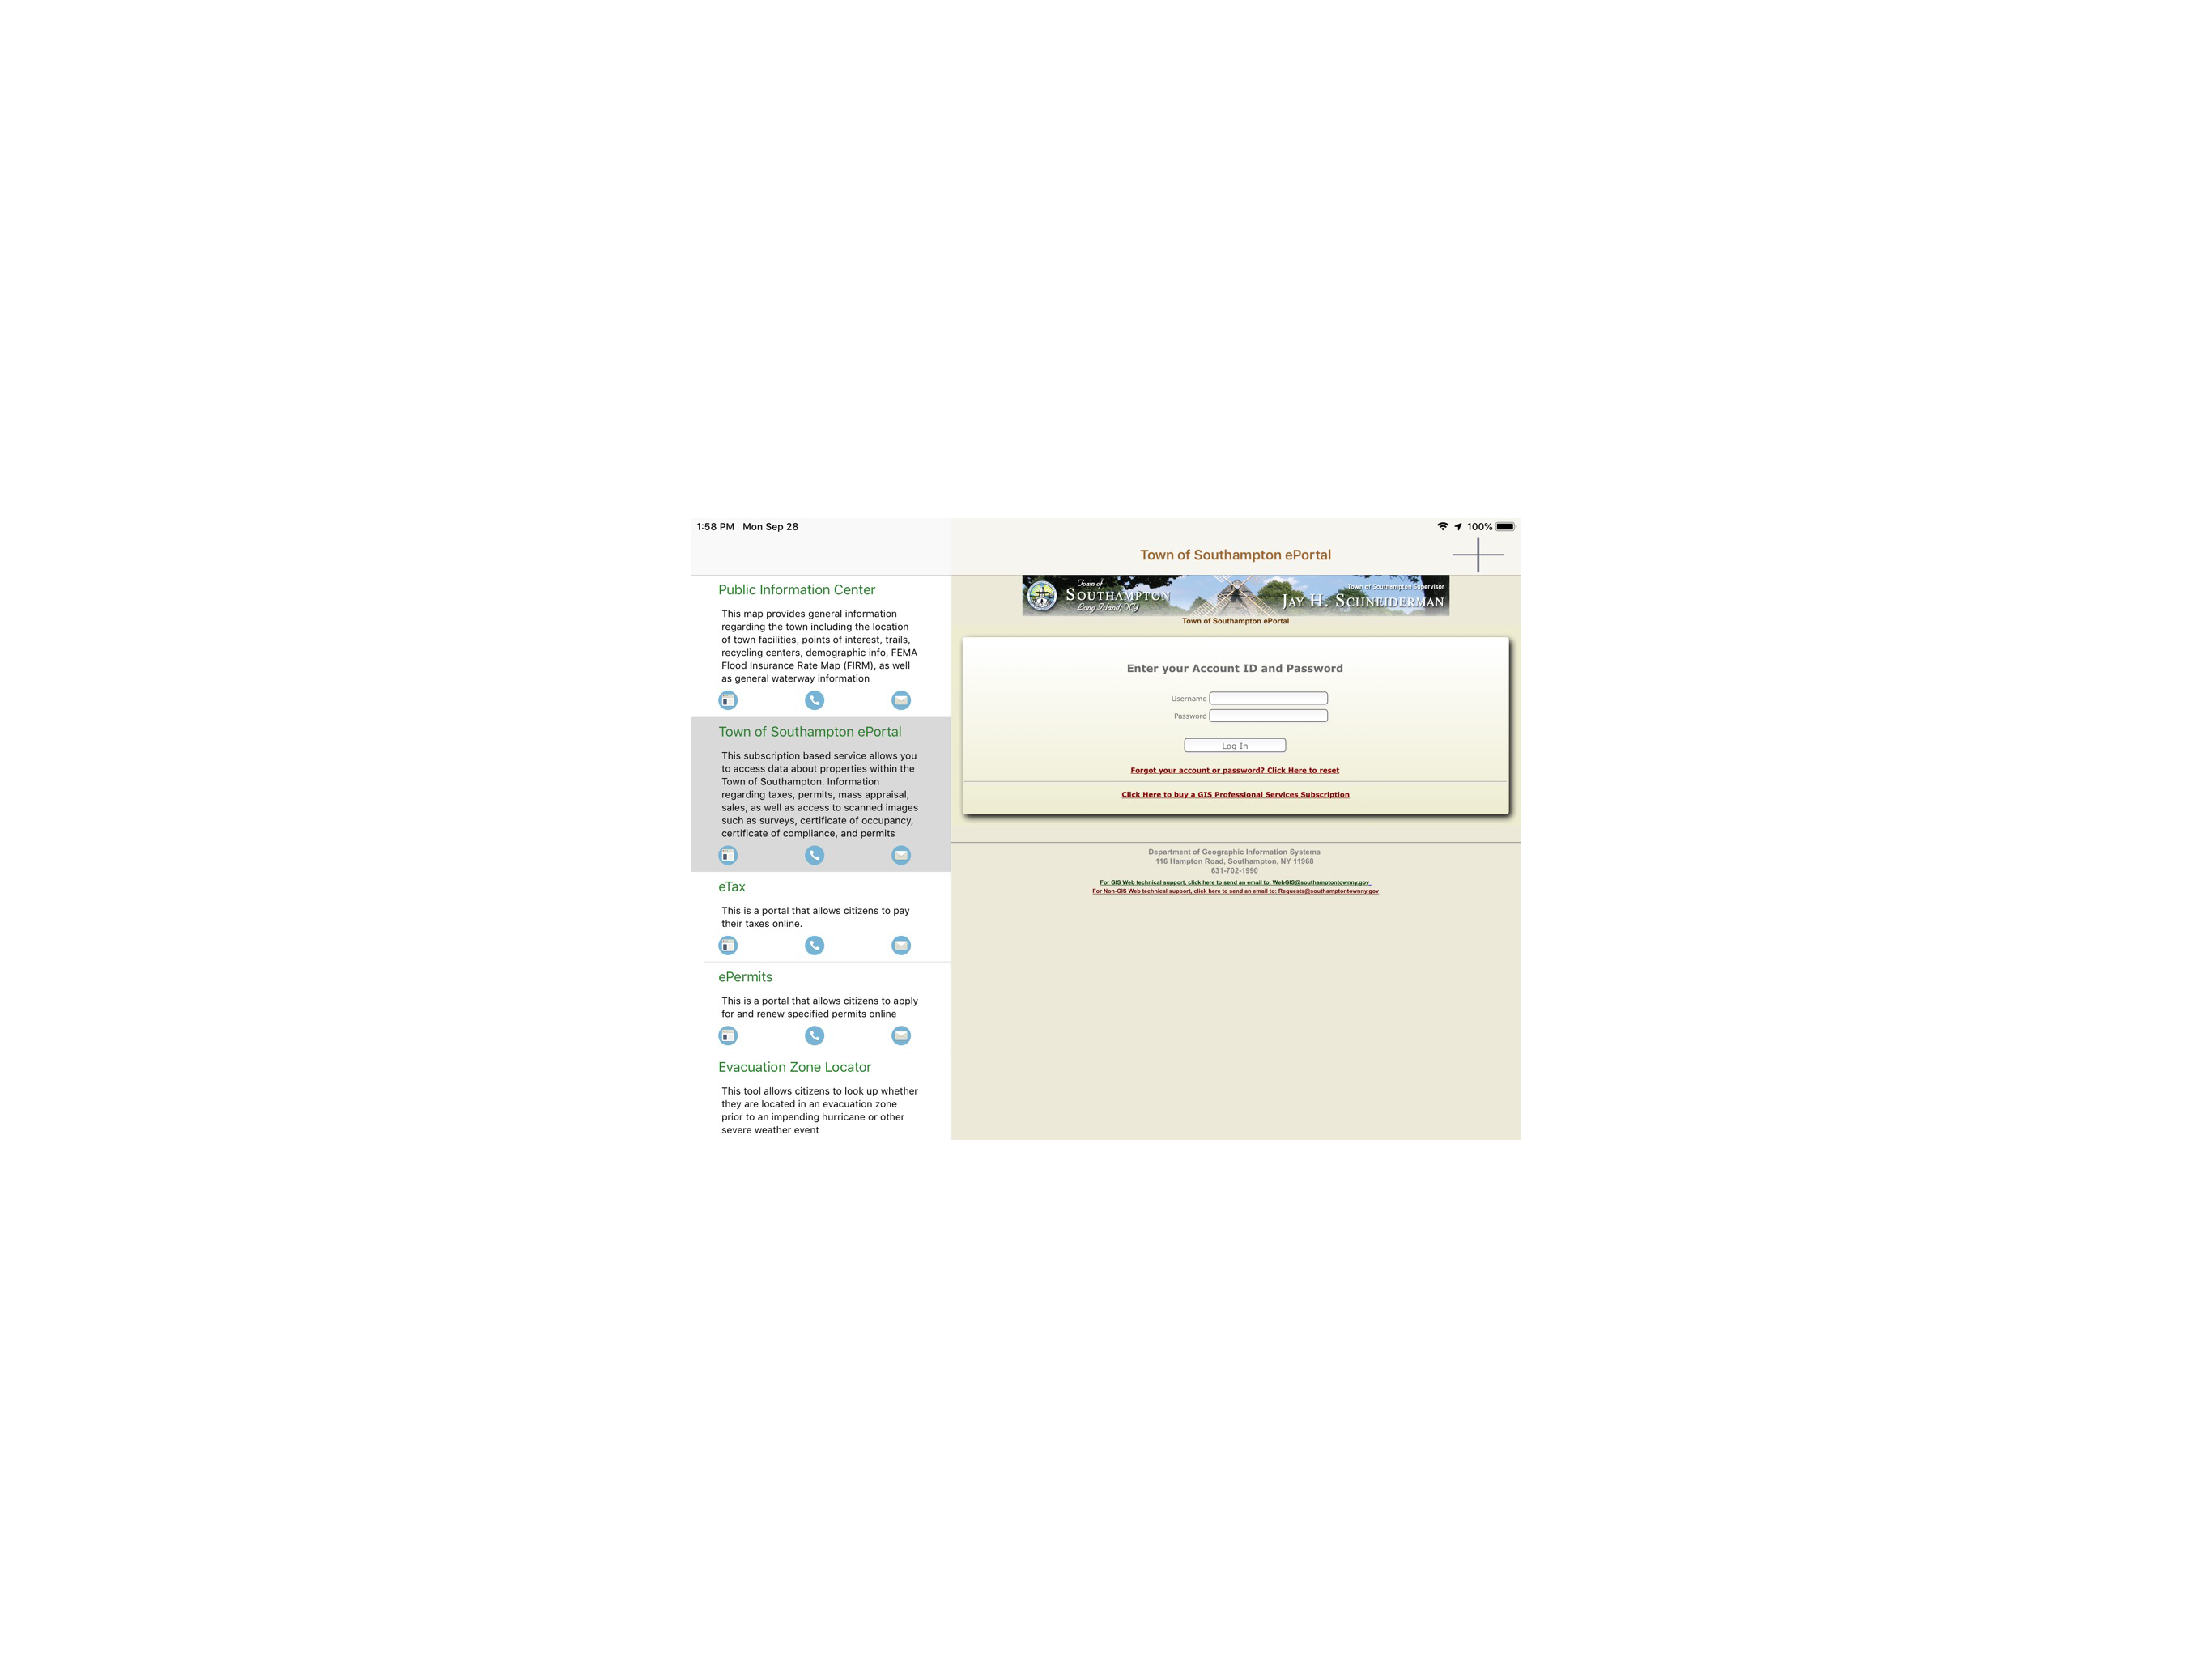 1:58 PM Mon Sep 28
100%
Public Information Center
This map provides general information
regarding the town including the location
of town facilities, points of interest, trails,
recycling centers, demographic info, FEMA
Flood Insurance Rate Map (FIRM), as well
as general waterway information
Town of Southampton ePortal
This subscription based service allows you
to access data about properties within the
Town of Southampton. Information
regarding taxes, permits, mass appraisal,
sales, as well as access to scanned images
such as surveys, certificate of occupancy,
certificate of compliance, and permits
eTax
This is a portal that allows citizens to pay
their taxes online.
ePermits
This is a portal that allows citizens to apply
for and renew specified permits online
Evacuation Zone Locator
This tool allows citizens to look up whether
they are located in an evacuation zone
prior to an impending hurricane or other
severe weather event
Town of Southampton ePortal
Town of
SOUTHAMPTON
Long Island, NY
Town of Southampton Supervisor
JAY H. SCHNEIDERMAN
Town of Southampton ePortal
Enter your Account ID and Password
Username
Password
Log In
Forgot your account or password? Click Here to reset
Click Here to buy a GIS Professional Services Subscription
Department of Geographic Information Systems
116 Hampton Road, Southampton, NY 11968
631-702-1990
For GIS Web technical support, click here to send an email to: WebGIS@southamptontownny.gov
For Non-GIS Web technical support, click here to send an email to: Requests@southamptontownny.gov